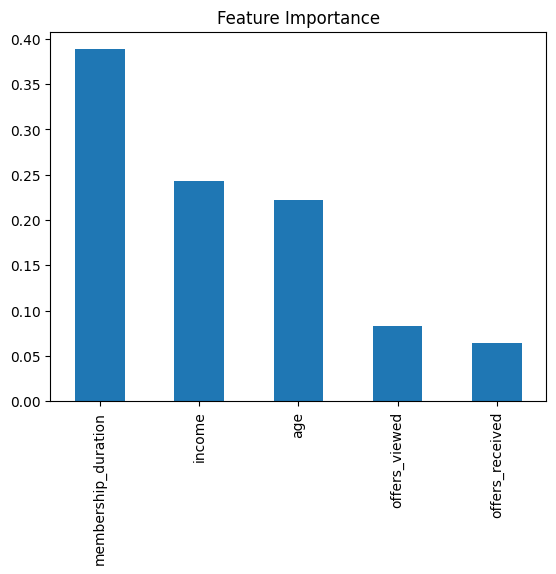 Feature Importance
0.40
0.35
0.30
0.25
0.20
0.15
0.10
0.05
0.00
membership_duration
income
age
offers_viewed
offers_received